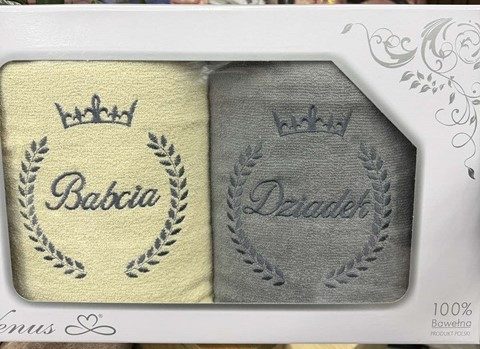 Babcia
Dziadek
enus
100%
Bawełna
PRODUKT POLSKI